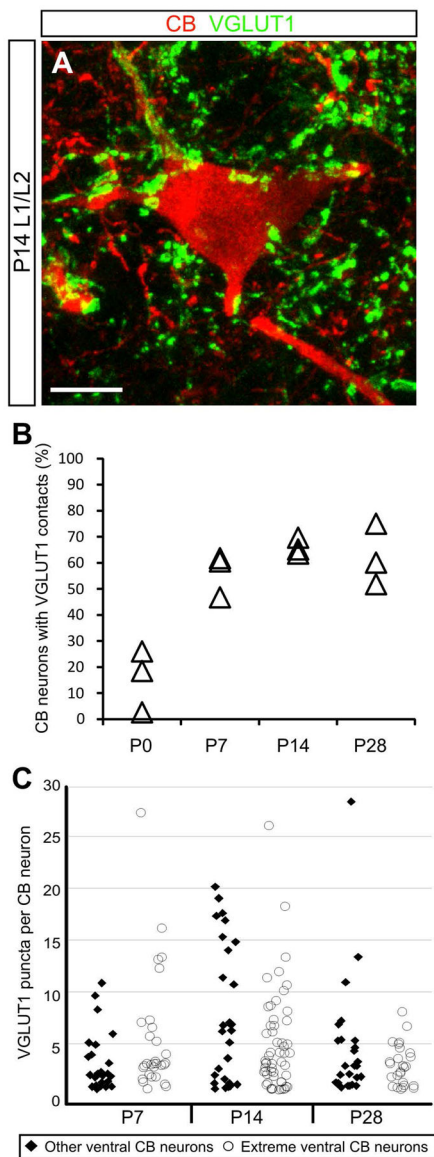 CB VGLUT1
A
P14 L1/L2
B
CB neurons with VGLUT1 contacts (%)
100
90
80
70
60
50
40
30
20
10
0
P0 P7 P14 P28
C
VGLUT1 puncta per CB neuron
30
20
15
10
5
0
P7 P14 P28
Other ventral CB neurons Extreme ventral CB neurons